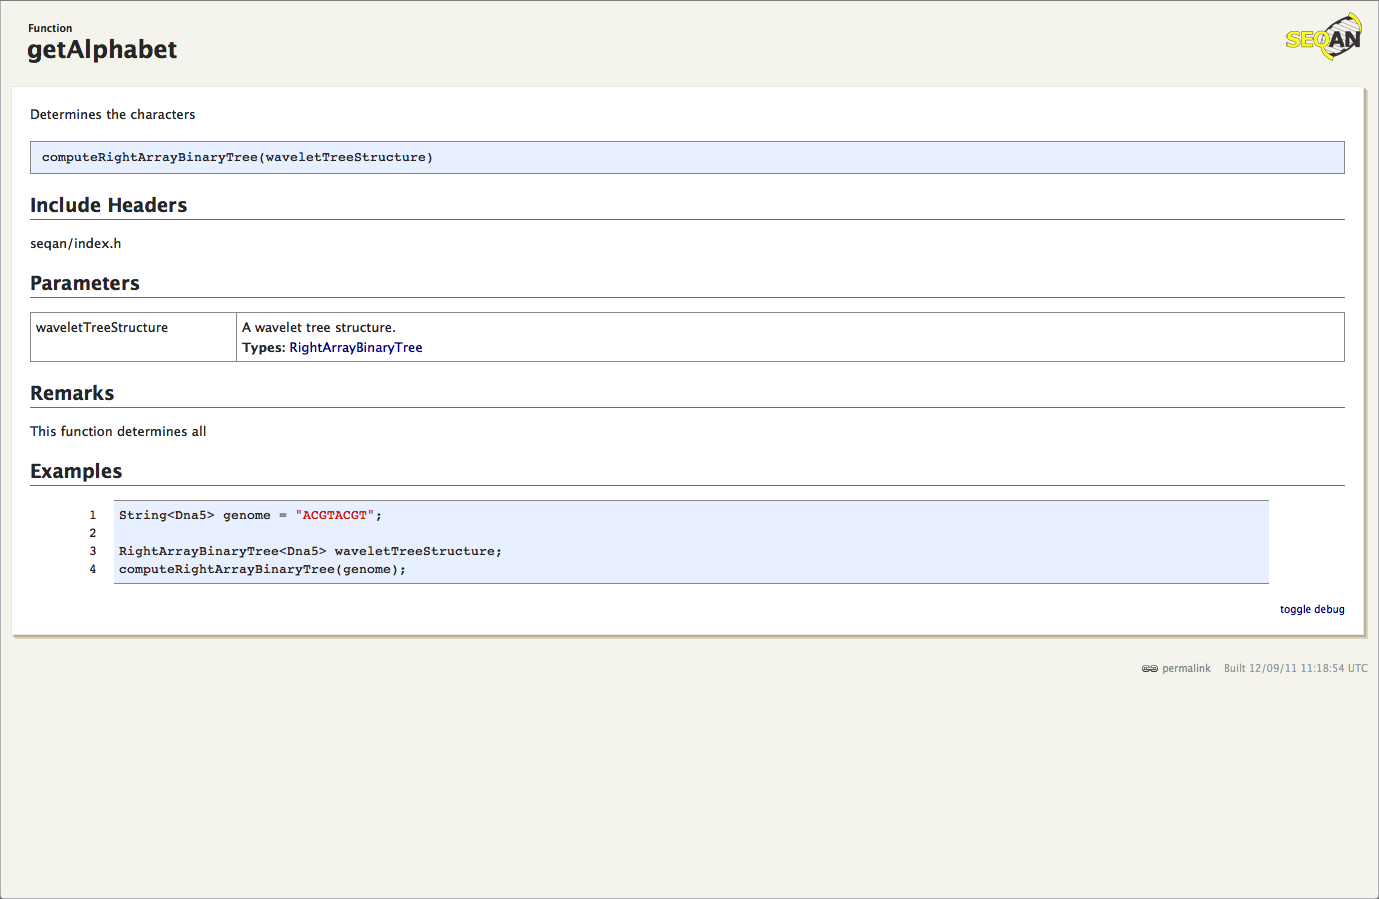 Function
getAlphabet
SEQAN
Determines the characters
computeRightArrayBinaryTree(waveletTreeStructure)
Include Headers
seqan/index.h
Parameters
waveletTreeStructure A wavelet tree structure.
Types: RightArrayBinaryTree
Remarks
This function determines all
Examples
1 String<Dna5> genome = "ACGTACGT";
2
3 RightArrayBinaryTree<Dna5> waveletTreeStructure;
4 computeRightArrayBinaryTree(genome);
toggle debug
permalink Built 12/09/11 11:18:54 UTC